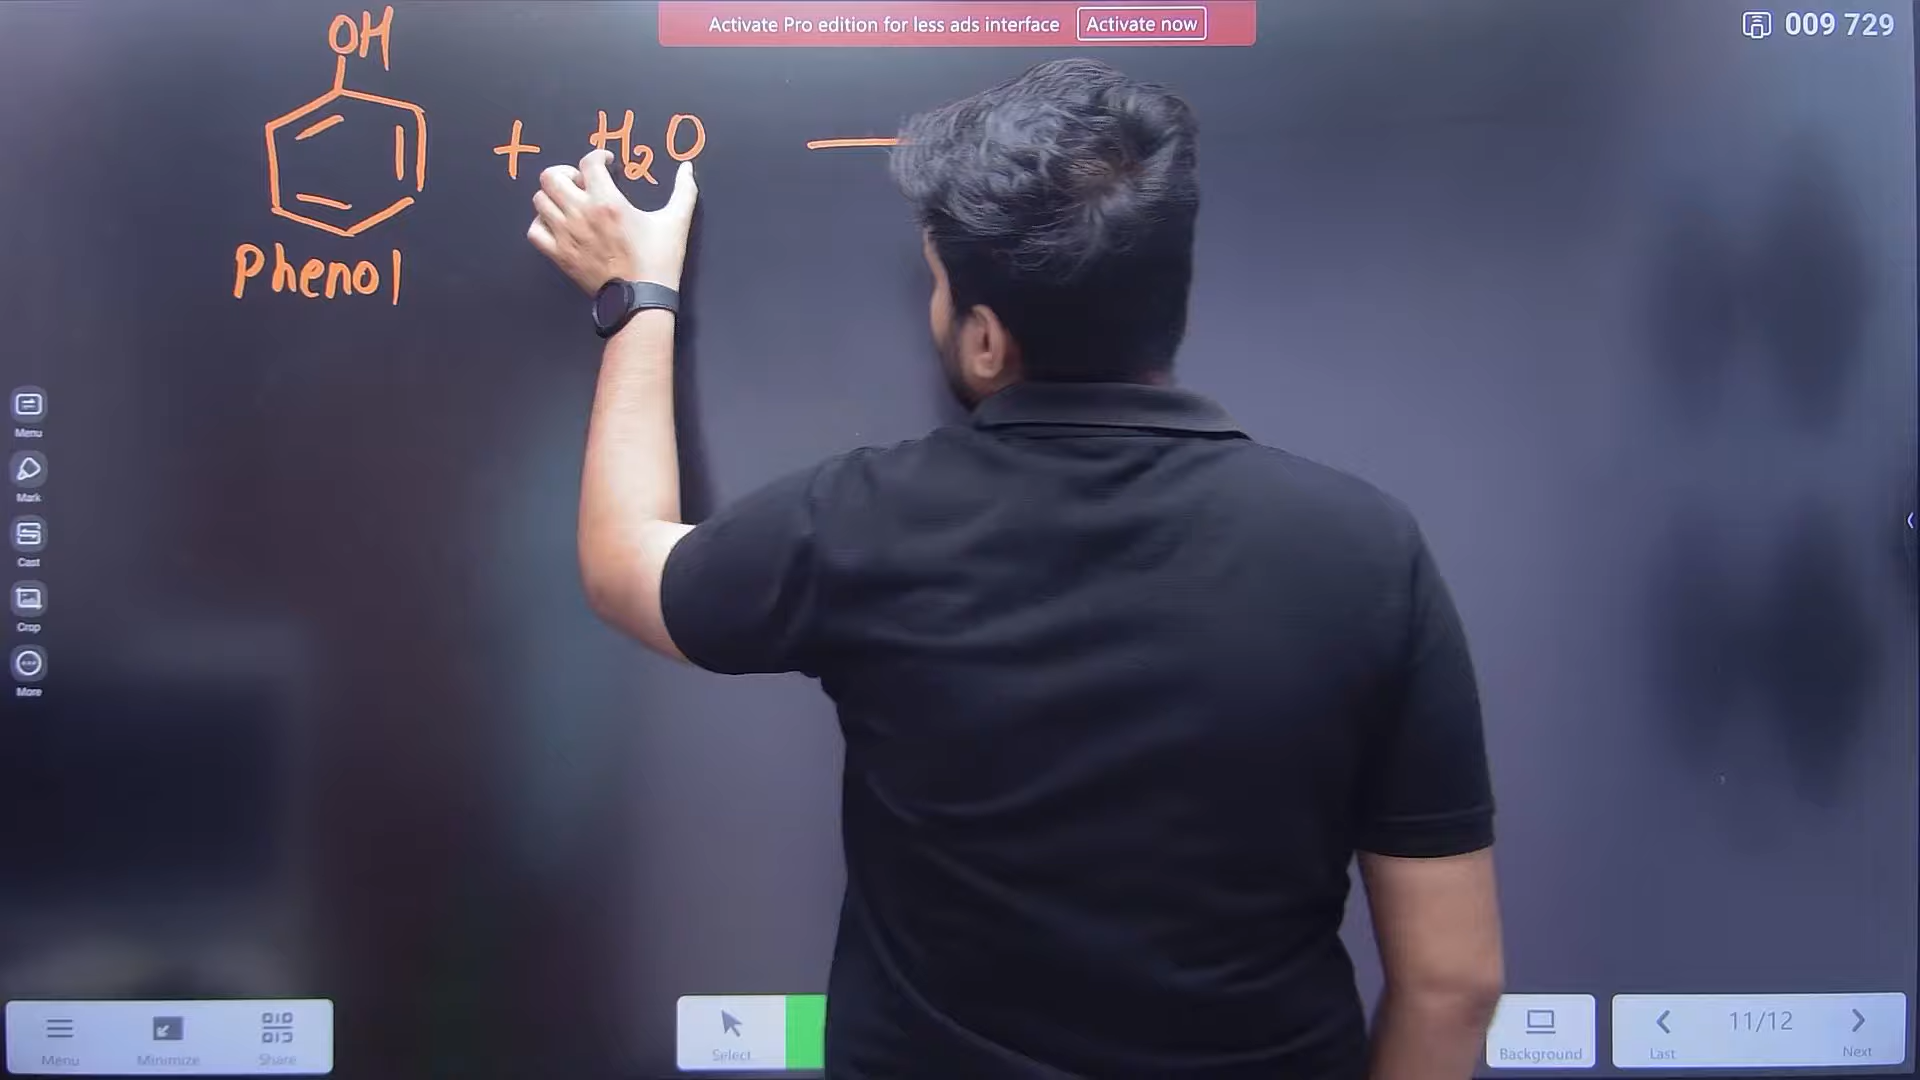 Activate Pro edition for less ads interface Activate now
009 729
OH
+ H₂O —
Phenol
Menu
Mark
Cast
Crop
More
Menu Minimize Share
Select
Background
11/12
Last Next